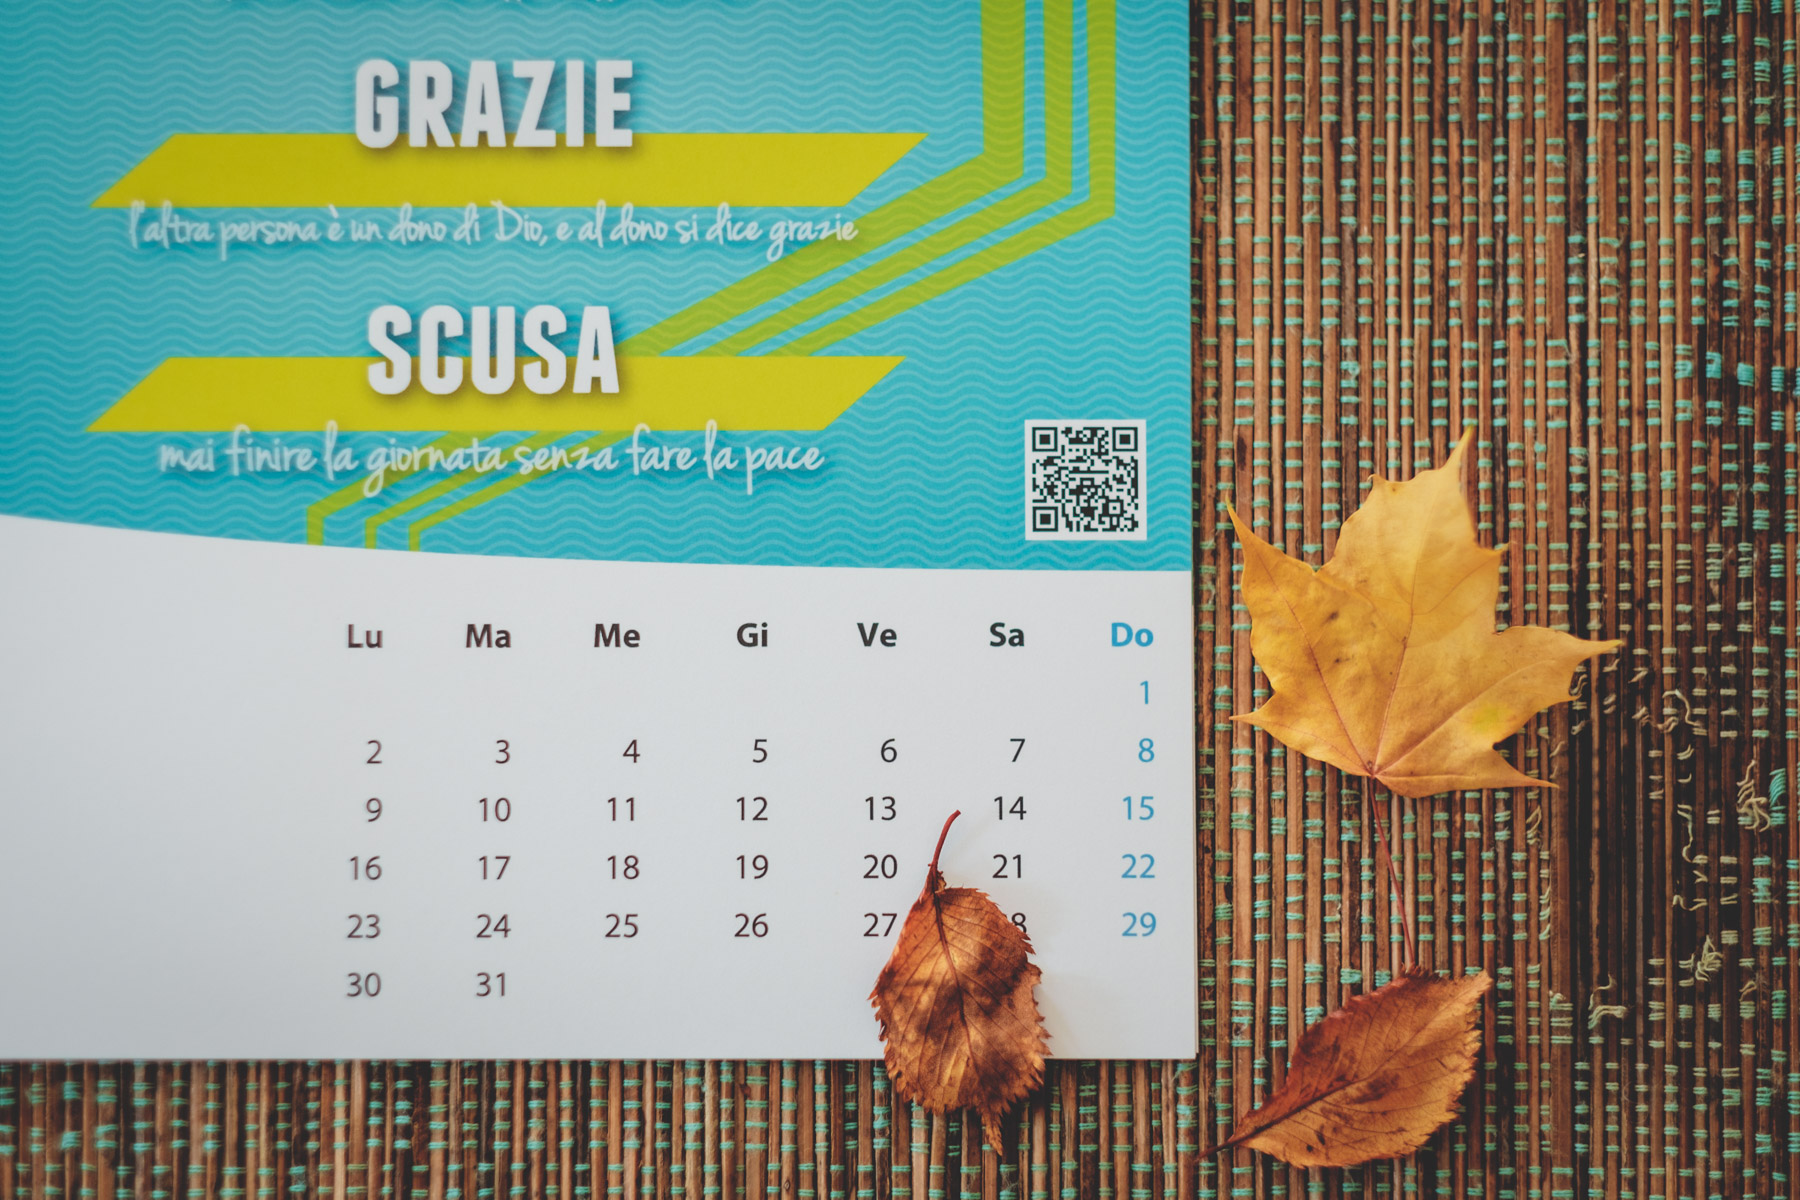 GRAZIE
l'altra persona è un dono di Dio, e al dono si dice grazie
SCUSA
mai finire la giornata senza fare la pace
Lu Ma Me Gi Ve Sa Do
1
2 3 4 5 6 7 8
9 10 11 12 13 14 15
16 17 18 19 20 21 22
23 24 25 26 27 8 29
30 31